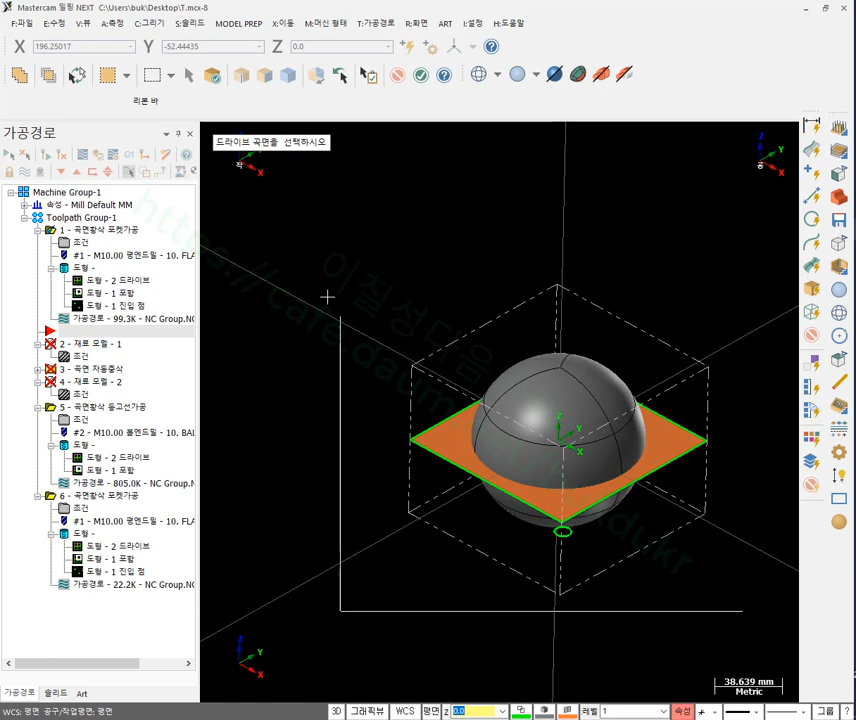 Mastercam 밀링 NEXT C:\Users\buk\Desktop\T.mcx-8
F:파일 E:수정 V:뷰 A:측정 C:그리기 S:솔리드 MODEL PREP X:이동 M:머신 형태 T:가공경로 R:화면 ART I:설정 H:도움말
X 196.25017 Y -52.44435 Z 0.0
리본 바
가공경로
드라이브 곡면을 선택하시오
Machine Group-1
속성 - Mill Default MM
Toolpath Group-1
1 - 곡면황삭 포켓가공
조건
#1 - M10.00 평엔드밀 - 10. FLA
도형 -
도형 - 2 드라이브
도형 - 1 포함
도형 - 1 진입 점
가공경로 - 99.3K - NC Group.NC
2 - 재료 모델 - 1
조건
3 - 곡면 자동중삭
4 - 재료 모델 - 2
조건
5 - 곡면황삭 등고선가공
조건
#2 - M10.00 볼엔드밀 - 10. BAL
도형 -
도형 - 2 드라이브
도형 - 1 포함
가공경로 - 805.0K - NC Group.N
6 - 곡면황삭 포켓가공
조건
#1 - M10.00 평엔드밀 - 10. FLA
도형 -
도형 - 2 드라이브
도형 - 1 포함
도형 - 1 진입 점
가공경로 - 22.2K - NC Group.NC
Z
Y
X
38.639 mm
Metric
가공경로 솔리드 Art
WCS: 평면 공구/작업평면: 평면
3D 그래픽뷰 WCS 평면 Z 0.0 레벨 1 속성 그룹 ?